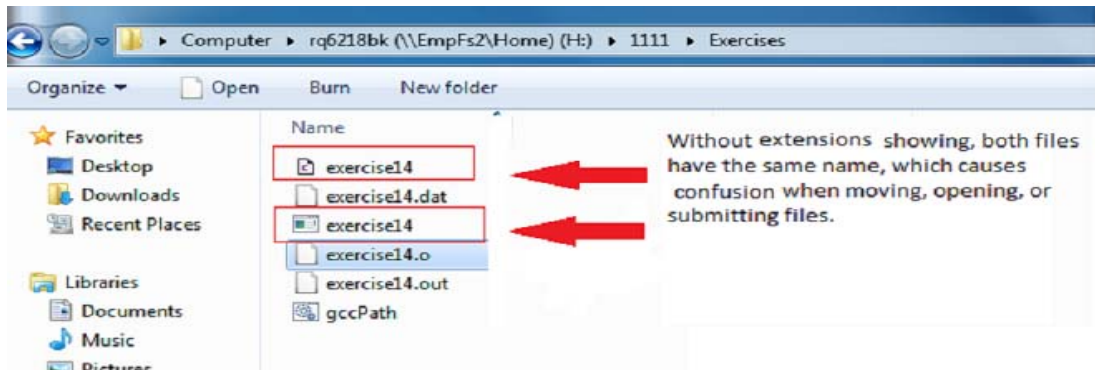 Computer ▸ rq6218bk (\\EmpFs2\Home) (H:) ▸ 1111 ▸ Exercises
Organize Open Burn New folder
Favorites
Desktop
Downloads
Recent Places
Libraries
Documents
Music
Pictures
Name
exercise14
exercise14.dat
exercise14
exercise14.o
exercise14.out
gccPath
Without extensions showing, both files
have the same name, which causes
confusion when moving, opening, or
submitting files.